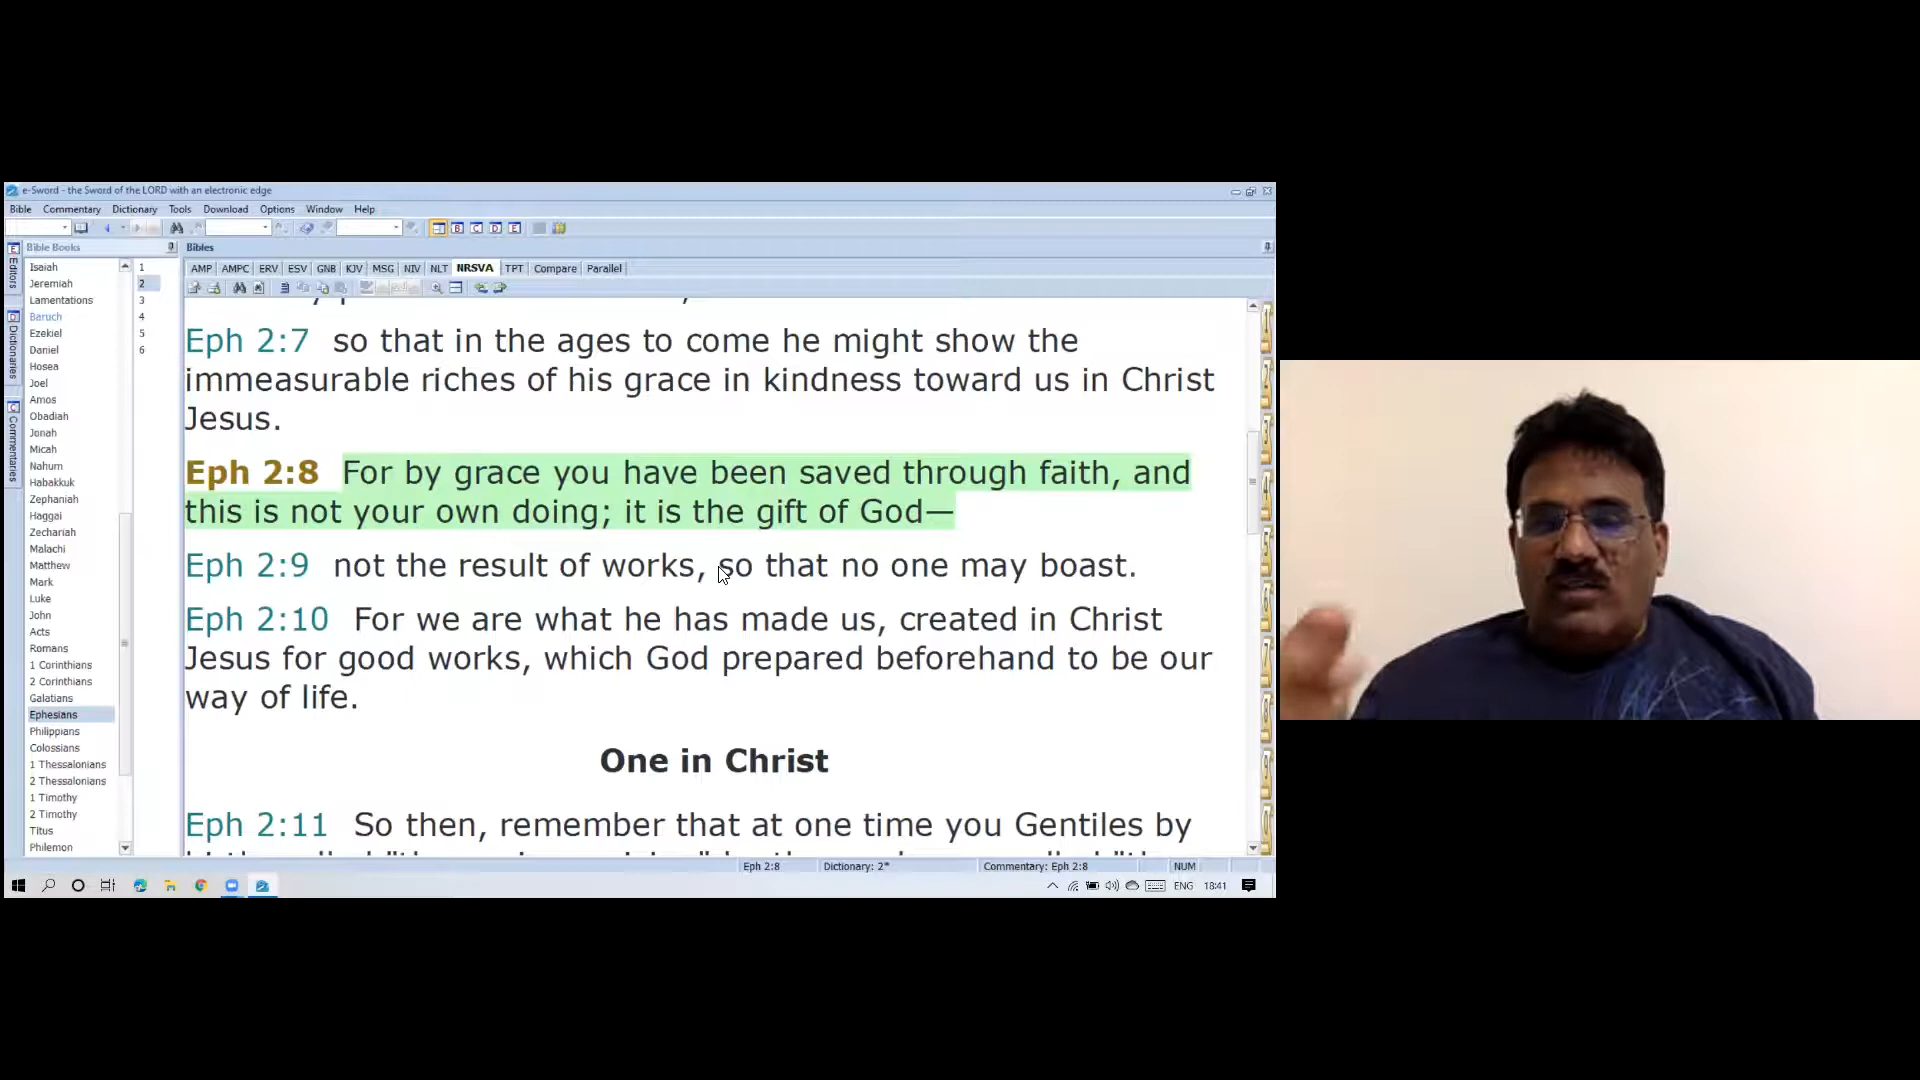 e-Sword - the Sword of the LORD with an electronic edge
Bible Commentary Dictionary Tools Download Options Window Help
Bible Books
Bibles
AMP AMPC ERV ESV GNB KJV MSG NIV NLT NRSVA TPT Compare Parallel
Editors
Dictionaries
Commentaries
Isaiah
Jeremiah
Lamentations
Baruch
Ezekiel
Daniel
Hosea
Joel
Amos
Obadiah
Jonah
Micah
Nahum
Habakkuk
Zephaniah
Haggai
Zechariah
Malachi
Matthew
Mark
Luke
John
Acts
Romans
1 Corinthians
2 Corinthians
Galatians
Ephesians
Philippians
Colossians
1 Thessalonians
2 Thessalonians
1 Timothy
2 Timothy
Titus
Philemon
1
2
3
4
5
6
Eph 2:7 so that in the ages to come he might show the
immeasurable riches of his grace in kindness toward us in Christ
Jesus.
Eph 2:8 For by grace you have been saved through faith, and
this is not your own doing; it is the gift of God—
Eph 2:9 not the result of works, so that no one may boast.
Eph 2:10 For we are what he has made us, created in Christ
Jesus for good works, which God prepared beforehand to be our
way of life.
One in Christ
Eph 2:11 So then, remember that at one time you Gentiles by
Eph 2:8 Dictionary: 2* Commentary: Eph 2:8 NUM
ENG 18:41